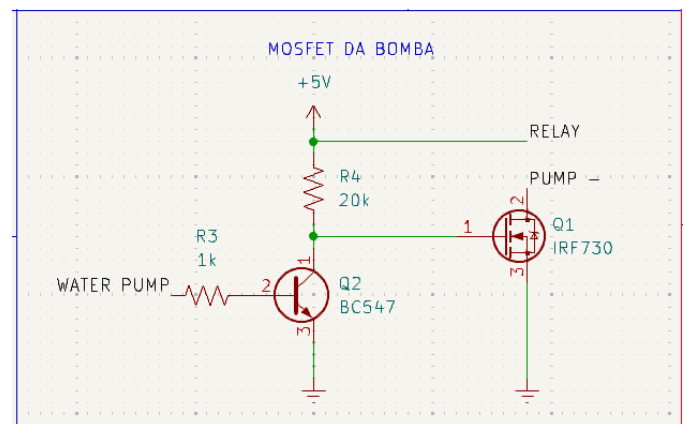 MOSFET DA BOMBA
+5V
RELAY
R4
20k
PUMP -
2
1
Q1
IRF730
3
R3
1k
1
WATER PUMP
2
Q2
BC547
3